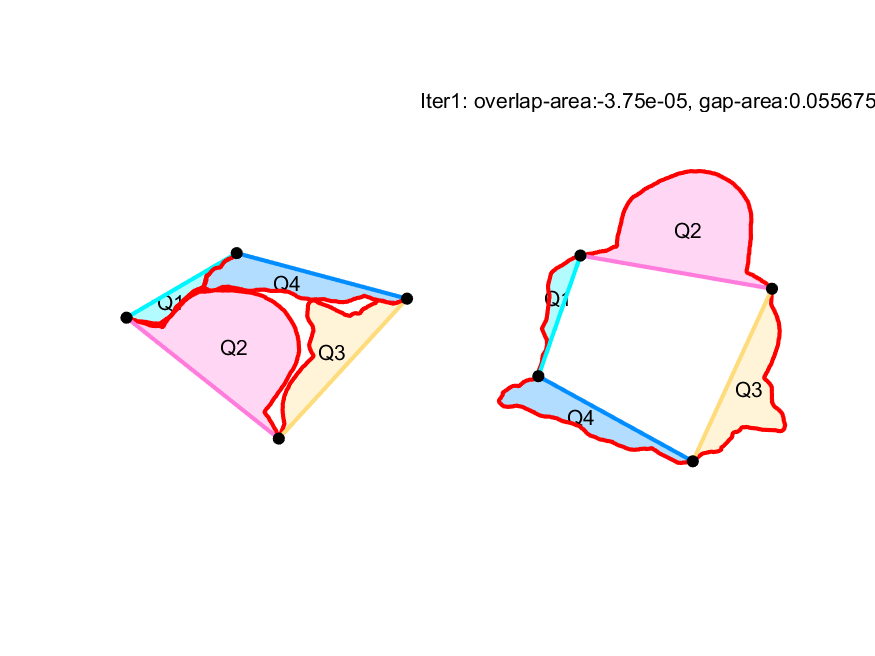 Iter1: overlap-area:-3.75e-05, gap-area:0.055675
Q1
Q4
Q2
Q3
Q2
Q1
Q3
Q4